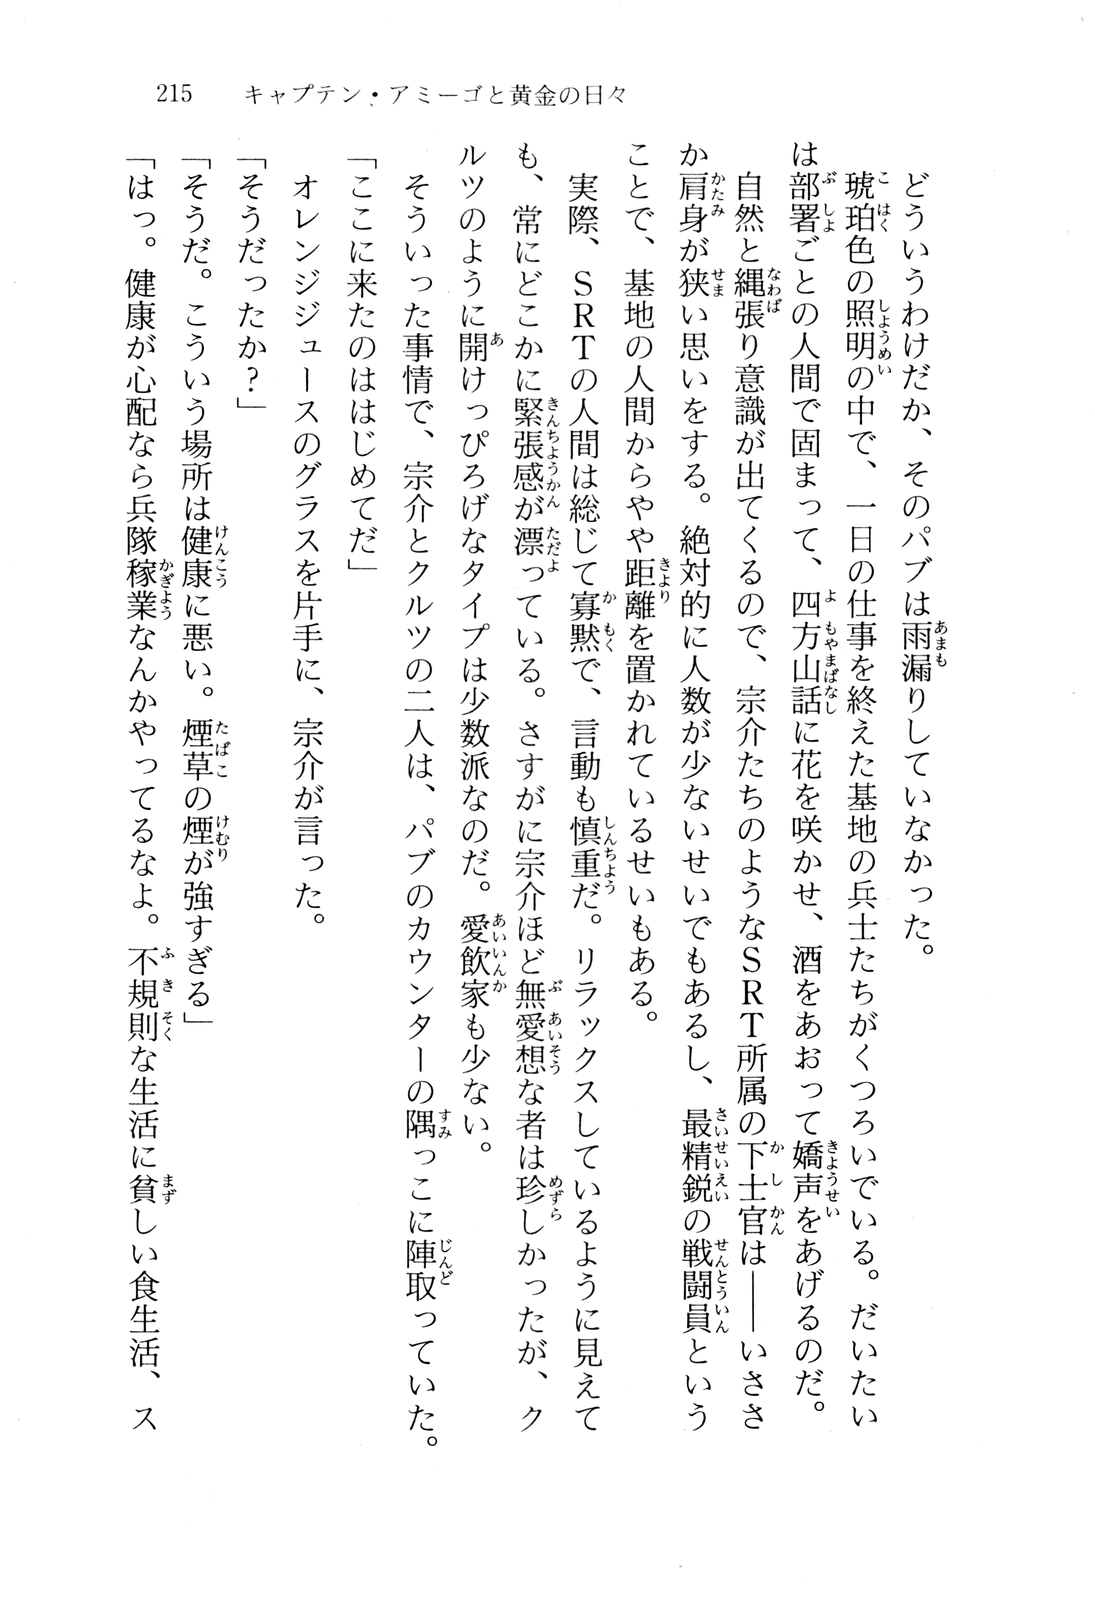 215　キャプテン・アミーゴと黄金の日々
　どういうわけだか、そのパブは雨漏りしていなかった。
　琥珀色の照明の中で、一日の仕事を終えた基地の兵士たちがくつろいでいる。だいたい
は部署ごとの人間で固まって、四方山話に花を咲かせ、酒をあおって嬌声をあげるのだ。
　自然と縄張り意識が出てくるので、宗介たちのようなSRT所属の下士官は――いささ
か肩身が狭い思いをする。絶対的に人数が少ないせいでもあるし、最精鋭の戦闘員という
ことで、基地の人間からやや距離を置かれているせいもある。
　実際、SRTの人間は総じて寡黙で、言動も慎重だ。リラックスしているように見えて
も、常にどこかに緊張感が漂っている。さすがに宗介ほど無愛想な者は珍しかったが、ク
ルツのように開けっぴろげなタイプは少数派なのだ。愛飲家も少ない。
　そういった事情で、宗介とクルツの二人は、パブのカウンターの隅っこに陣取っていた。
「ここに来たのははじめてだ」
　オレンジジュースのグラスを片手に、宗介が言った。
「そうだったか？」
「そうだ。こういう場所は健康に悪い。煙草の煙が強すぎる」
「はっ。健康が心配なら兵隊稼業なんかやってるなよ。不規則な生活に貧しい食生活、ス